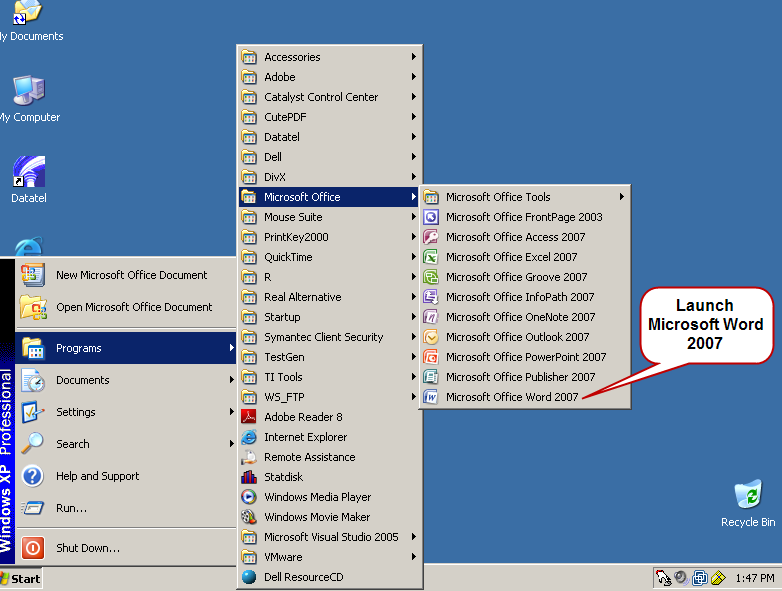 My Documents
My Computer
Datatel
New Microsoft Office Document
Open Microsoft Office Document
Programs
Documents
Settings
Search
Help and Support
Run...
Shut Down...
Windows XP Professional
Start
Accessories
Adobe
Catalyst Control Center
CutePDF
Datatel
Dell
DivX
Microsoft Office
Mouse Suite
PrintKey2000
QuickTime
R
Real Alternative
Startup
Symantec Client Security
TestGen
TI Tools
WS_FTP
Adobe Reader 8
Internet Explorer
Remote Assistance
Statdisk
Windows Media Player
Windows Movie Maker
Microsoft Visual Studio 2005
VMware
Dell ResourceCD
Microsoft Office Tools
Microsoft Office FrontPage 2003
Microsoft Office Access 2007
Microsoft Office Excel 2007
Microsoft Office Groove 2007
Microsoft Office InfoPath 2007
Microsoft Office OneNote 2007
Microsoft Office Outlook 2007
Microsoft Office PowerPoint 2007
Microsoft Office Publisher 2007
Microsoft Office Word 2007
Launch
Microsoft Word
2007
Recycle Bin
1:47 PM